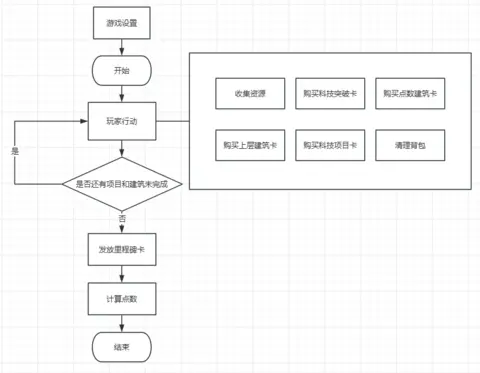 游戏设置
开始
玩家行动
收集资源
购买科技突破卡
购买点数建筑卡
购买上层建筑卡
购买科技项目卡
清理背包
是
是否还有项目和建筑未完成
否
发放里程碑卡
计算点数
结束